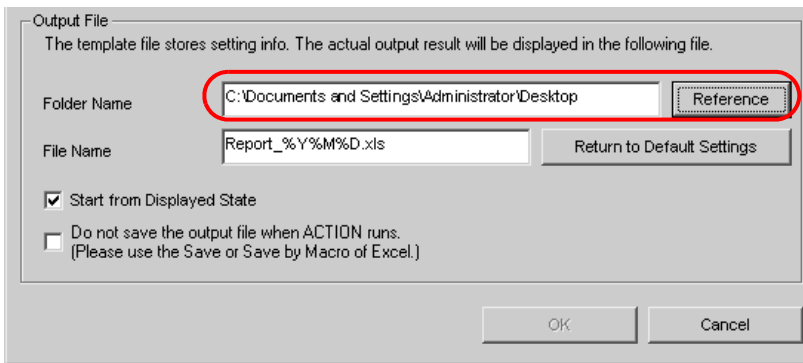 Output File
The template file stores setting info. The actual output result will be displayed in the following file.
Folder Name C:\Documents and Settings\Administrator\Desktop Reference
File Name Report_%Y%M%D.xls Return to Default Settings
Start from Displayed State
Do not save the output file when ACTION runs.
(Please use the Save or Save by Macro of Excel.)
OK Cancel